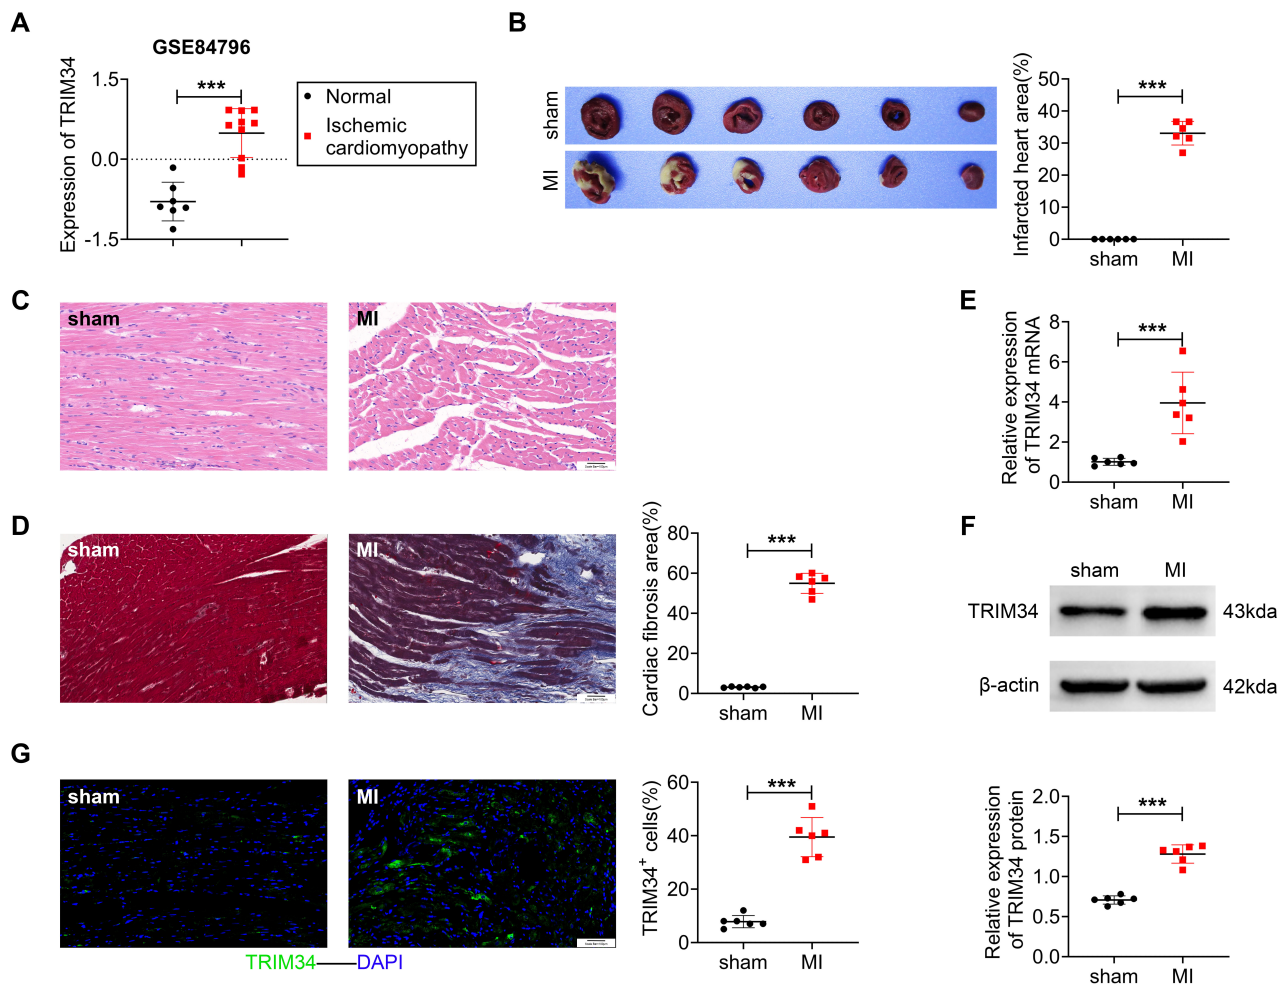 A
GSE84796
Expression of TRIM34
1.5
0.0
-1.5
***
Normal
Ischemic
cardiomyopathy
B
sham
MI
Infarcted heart area(%)
50
40
30
20
10
0
***
sham
MI
C
sham
MI
E
Relative expression
of TRIM34 mRNA
8
6
4
2
0
***
sham
MI
D
sham
MI
Cardiac fibrosis area(%)
80
60
40
20
0
***
sham
MI
F
sham
MI
TRIM34
43kda
β-actin
42kda
Relative expression
of TRIM34 protein
2.0
1.5
1.0
0.5
0.0
***
sham
MI
G
sham
MI
TRIM34——DAPI
TRIM34+ cells(%)
60
40
20
0
***
sham
MI